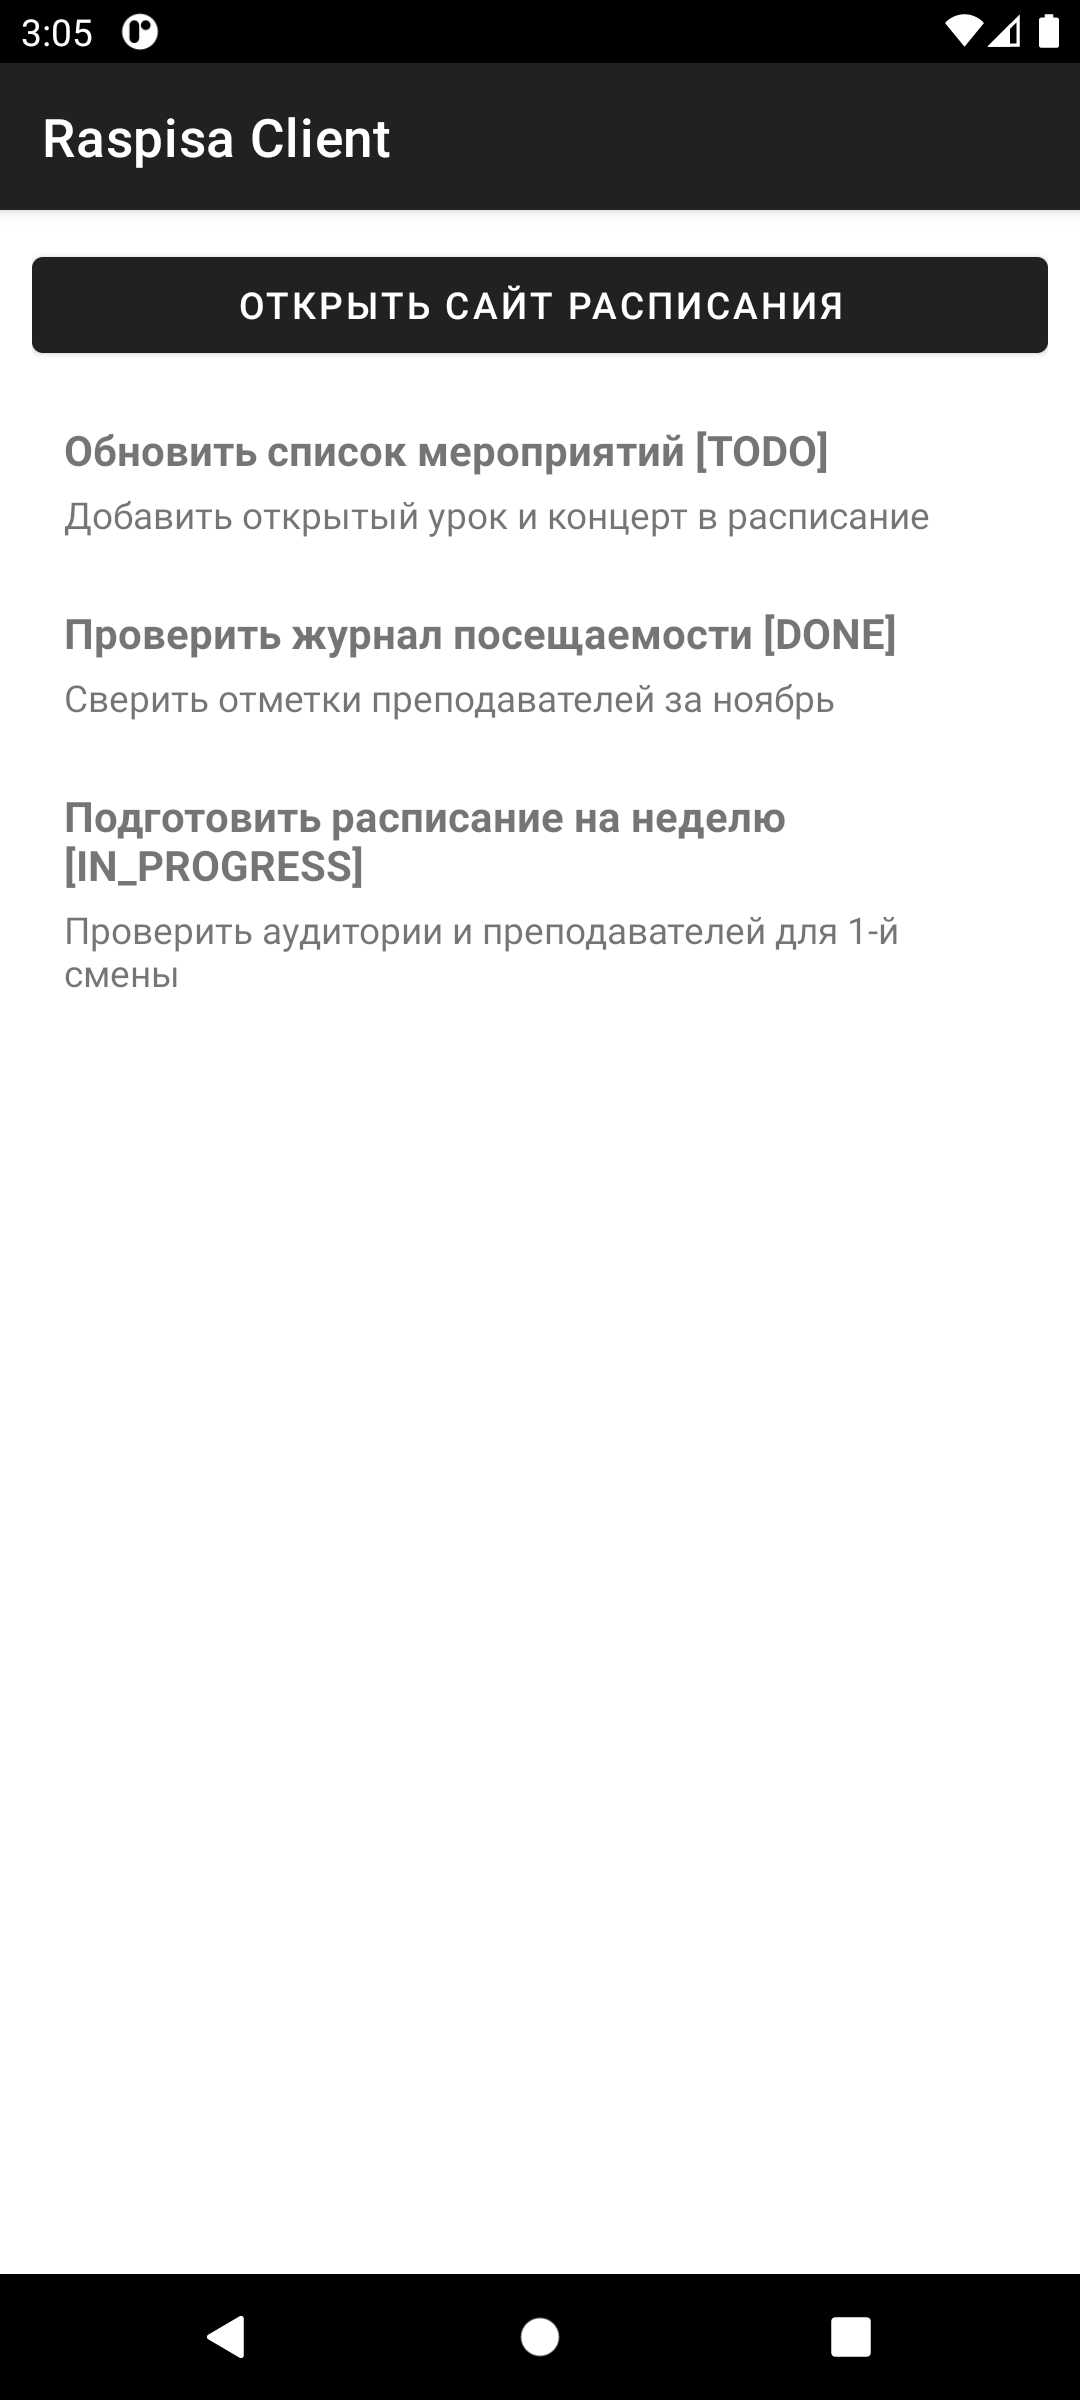 3:05
Raspisa Client
ОТКРЫТЬ САЙТ РАСПИСАНИЯ
Обновить список мероприятий [TODO]
Добавить открытый урок и концерт в расписание
Проверить журнал посещаемости [DONE]
Сверить отметки преподавателей за ноябрь
Подготовить расписание на неделю
[IN_PROGRESS]
Проверить аудитории и преподавателей для 1-й
смены